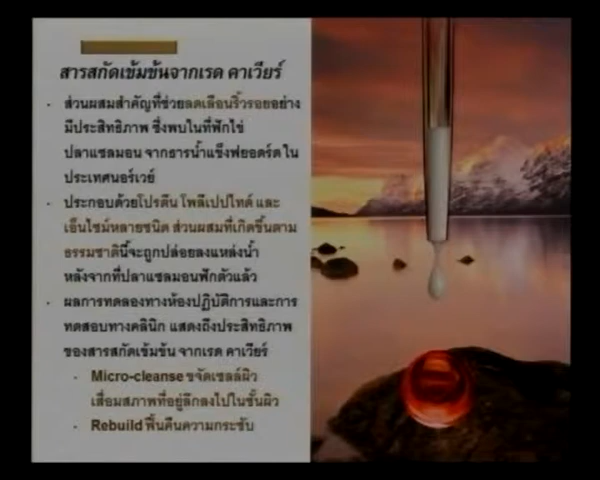 สารสกัดเข้มข้นจากเรด คาเวียร์
- ส่วนผสมสำคัญที่ช่วยลดเลือนริ้วรอยอย่าง
มีประสิทธิภาพ ซึ่งพบในที่ฟักไข่
ปลาแซลมอน จากธารน้ำแข็งฟยอดร์ด ใน
ประเทศนอร์เวย์
- ประกอบด้วยโปรตีน โพลีเปปไทด์ และ
เอ็นไซม์หลายชนิด ส่วนผสมที่เกิดขึ้นตาม
ธรรมชาตินี้จะถูกปล่อยลงแหล่งน้ำ
หลังจากที่ปลาแซลมอนฟักตัวแล้ว
- ผลการทดลองทางห้องปฏิบัติการและการ
ทดสอบทางคลินิก แสดงถึงประสิทธิภาพ
ของสารสกัดเข้มข้น จากเรด คาเวียร์
- Micro-cleanse ขจัดเซลล์ผิว
เสื่อมสภาพที่อยู่ลึกลงไปในชั้นผิว
- Rebuild ฟื้นคืนความกระชับ